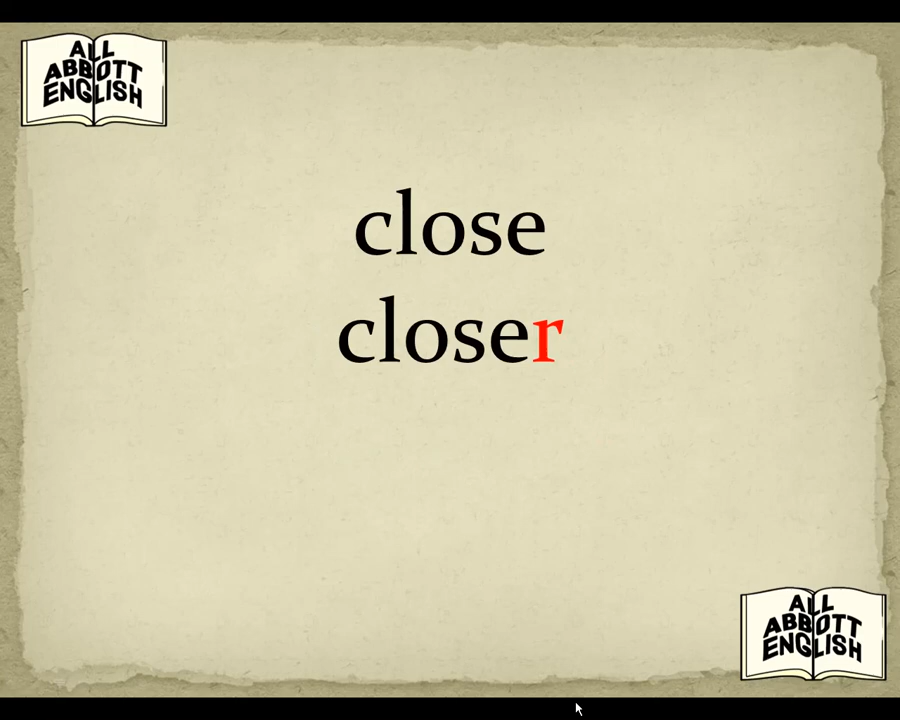 ALL
ABBOTT
ENGLISH
close
closer
ALL
ABBOTT
ENGLISH